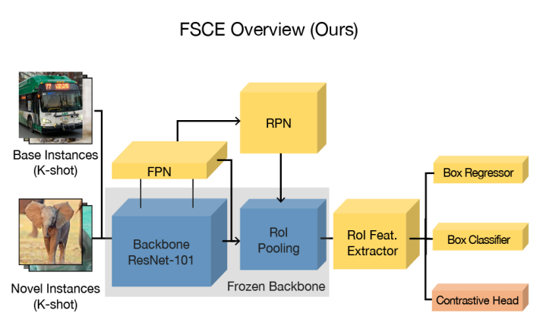 FSCE Overview (Ours)
Base Instances
(K-shot)
Novel Instances
(K-shot)
FPN
RPN
Backbone
ResNet-101
RoI
Pooling
Frozen Backbone
RoI Feat.
Extractor
Box Regressor
Box Classifier
Contrastive Head